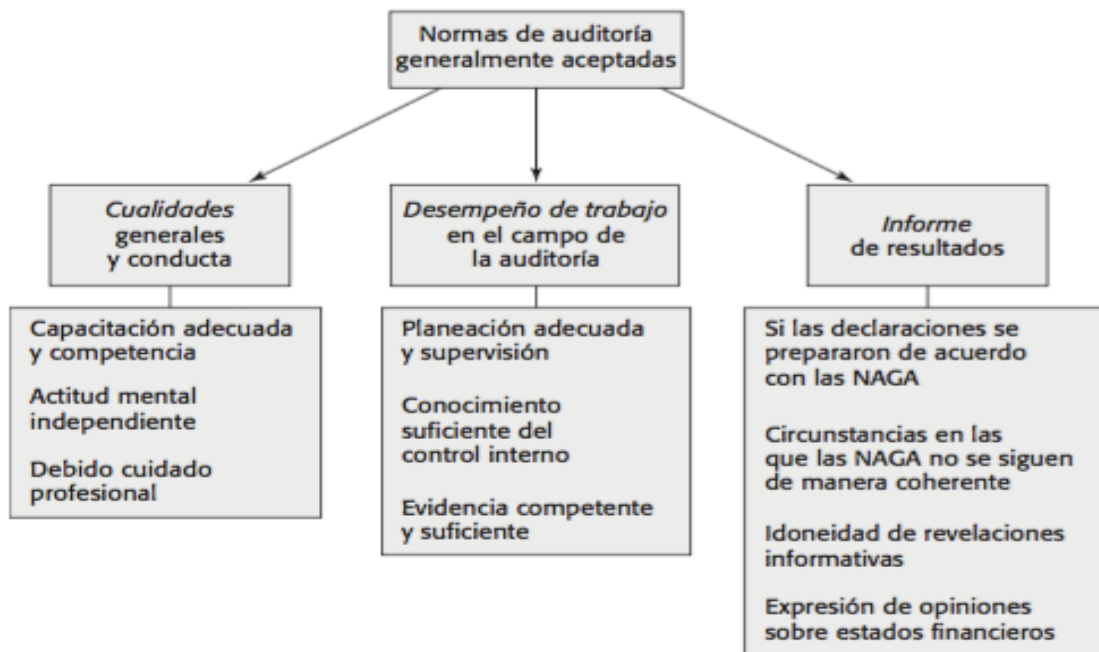 Normas de auditoría
generalmente aceptadas
Cualidades
generales
y conducta
Capacitación adecuada
y competencia
Actitud mental
independiente
Debido cuidado
profesional
Desempeño de trabajo
en el campo de
la auditoría
Planeación adecuada
y supervisión
Conocimiento
suficiente del
control interno
Evidencia competente
y suficiente
Informe
de resultados
Si las declaraciones se
prepararon de acuerdo
con las NAGA
Circunstancias en las
que las NAGA no se siguen
de manera coherente
Idoneidad de revelaciones
informativas
Expresión de opiniones
sobre estados financieros